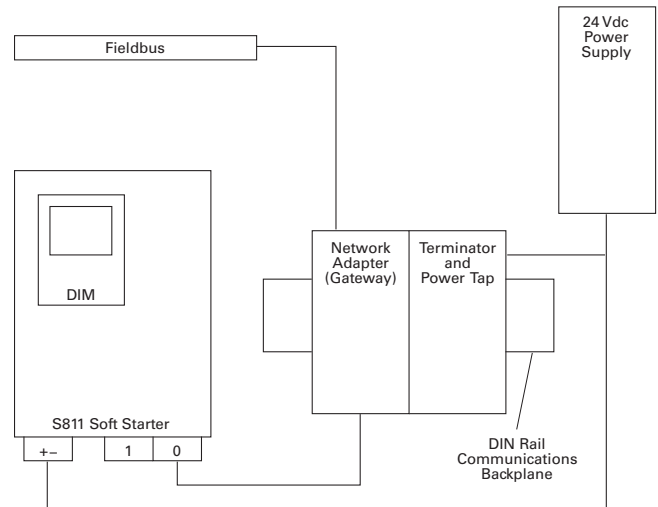 Fieldbus
24 Vdc
Power
Supply
Network
Adapter
(Gateway)
Terminator
and
Power Tap
DIM
S811 Soft Starter
+−
1
0
DIN Rail
Communications
Backplane